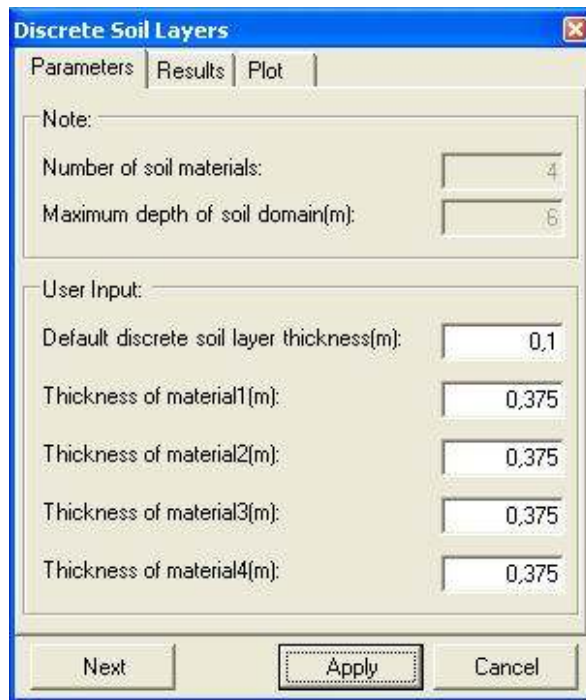 Discrete Soil Layers
Parameters Results Plot
Note:
Number of soil materials: 4
Maximum depth of soil domain(m): 6
User Input:
Default discrete soil layer thickness(m): 0,1
Thickness of material1(m): 0,375
Thickness of material2(m): 0,375
Thickness of material3(m): 0,375
Thickness of material4(m): 0,375
Next Apply Cancel